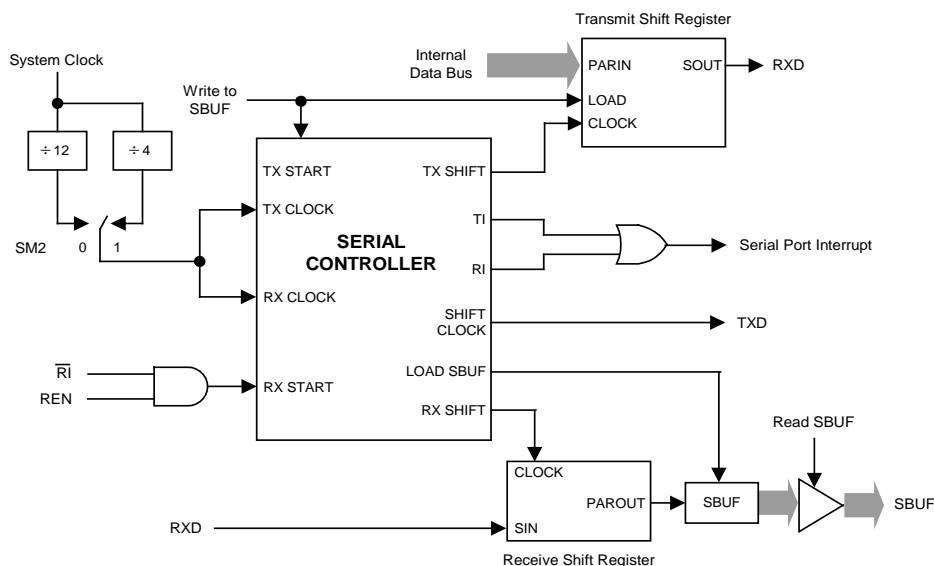 Transmit Shift Register
System Clock
Internal
Data Bus
PARIN
SOUT
RXD
Write to
SBUF
LOAD
CLOCK
÷12
÷4
TX START
TX SHIFT
TX CLOCK
TI
SM2
0
1
SERIAL
CONTROLLER
Serial Port Interrupt
RI
RX CLOCK
SHIFT
CLOCK
TXD
RI
REN
RX START
LOAD SBUF
RX SHIFT
Read SBUF
CLOCK
PAROUT
SBUF
SBUF
RXD
SIN
Receive Shift Register